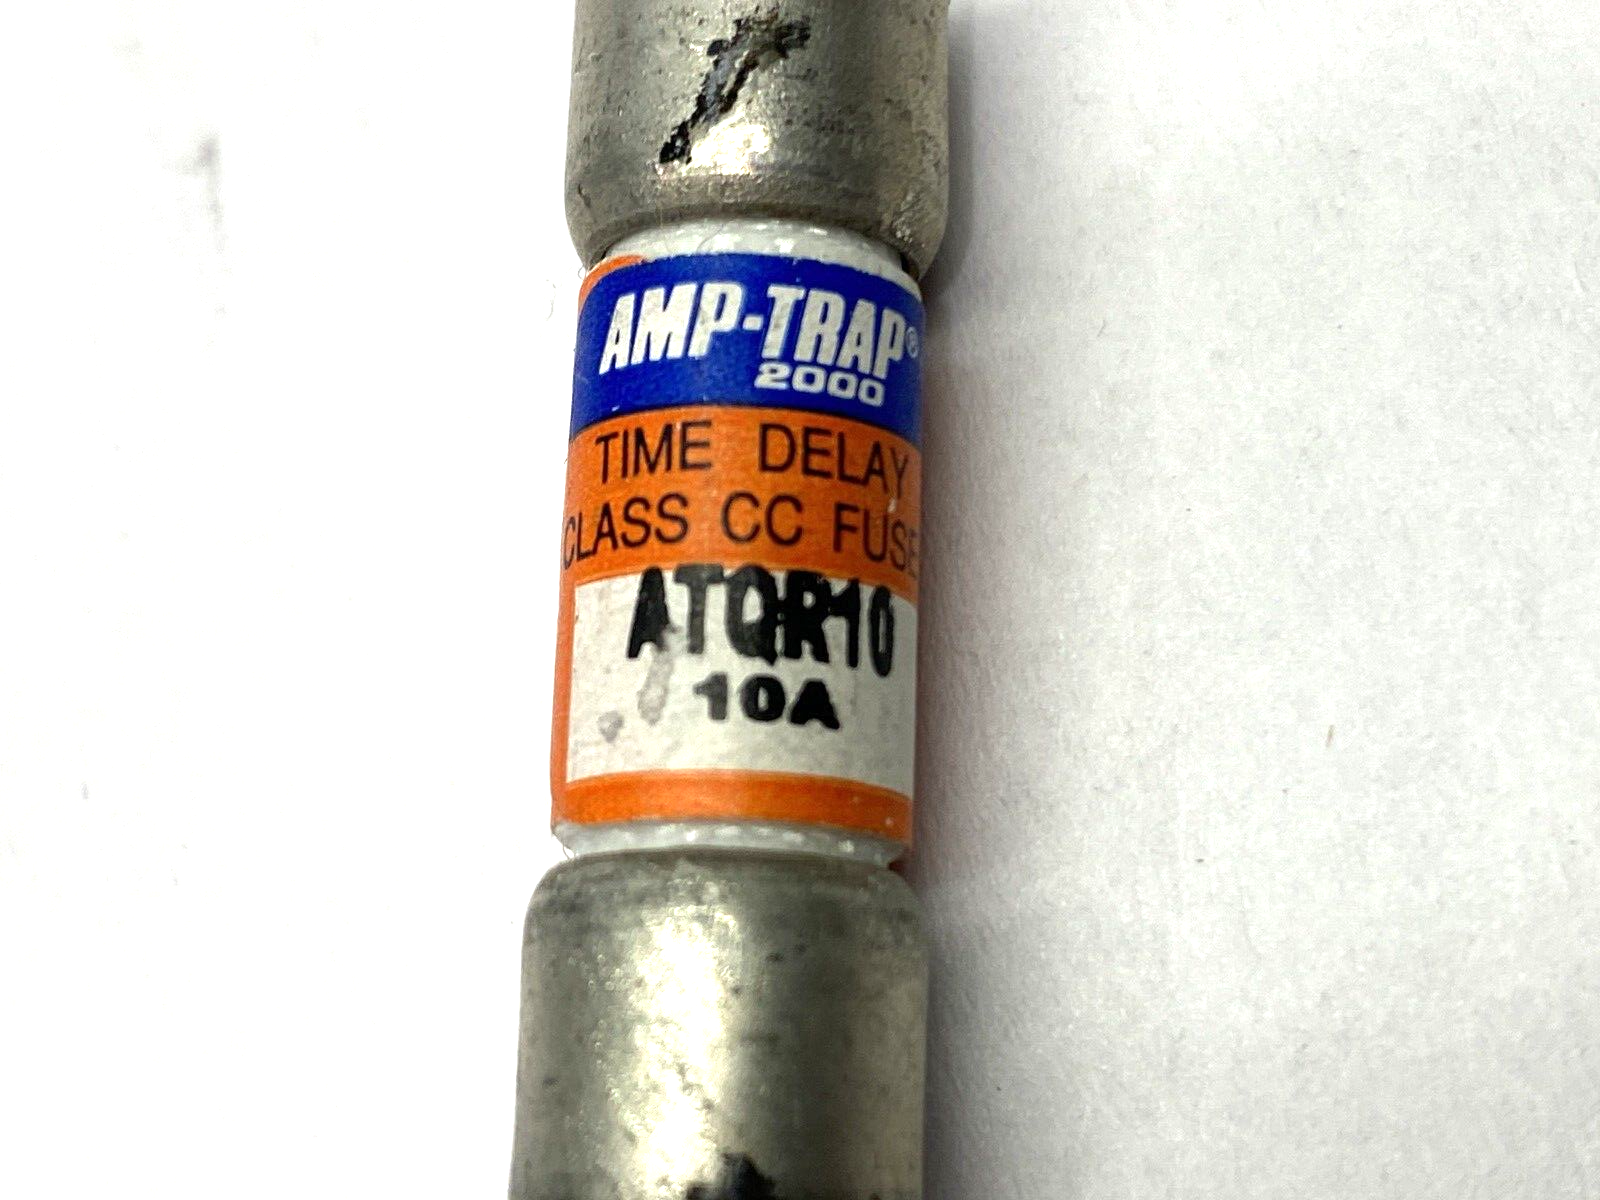 AMP-TRAP®
2000
TIME DELAY
CLASS CC FUSE
ATQR10
10A